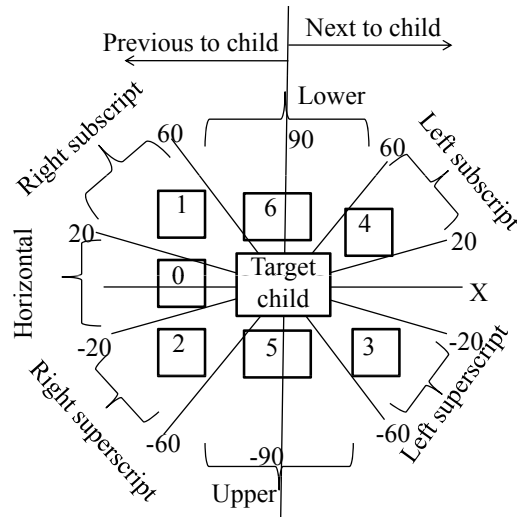 Next to child
Previous to child
Lower
Right subscript
Left subscript
60
90
60
1
6
4
20
20
Horizontal
0
Target
child
X
-20
-20
2
5
3
Right superscript
Left superscript
-60
-60
-90
Upper